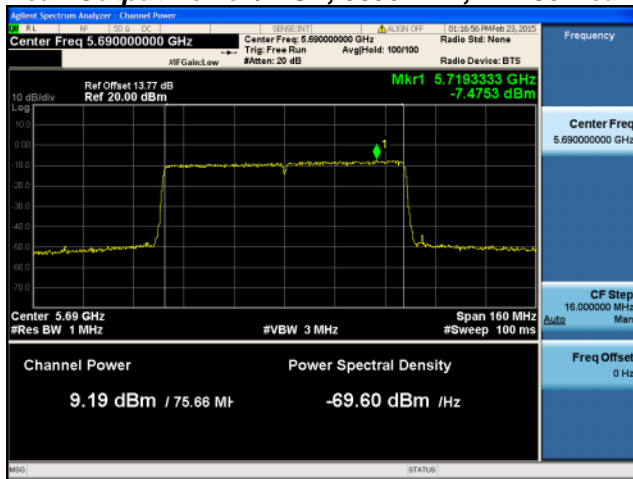 Agilent Spectrum Analyzer - Channel Power
RL RF 50 Ω DC SENSE:INT ALIGN OFF 01:16:56 PMFeb 23, 2015
Center Freq 5.690000000 GHz
Center Freq: 5.690000000 GHz
Radio Std: None
Trig: Free Run Avg|Hold: 100/100
#IFGain:Low #Atten: 20 dB Radio Device: BTS
Mkr1 5.7193333 GHz
-7.4753 dBm
Ref Offset 13.77 dB
10 dB/div Ref 20.00 dBm
Log
10.0
0.00
-10.0
-20.0
-30.0
-40.0
-50.0
-60.0
-70.0
1
Center 5.69 GHz Span 160 MHz
#Res BW 1 MHz #VBW 3 MHz #Sweep 100 ms
Channel Power Power Spectral Density
9.19 dBm / 75.66 MH -69.60 dBm /Hz
MSG STATUS
Frequency
Center Freq
5.690000000 GHz
CF Step
16.000000 MHz
Auto Man
Freq Offset
0 Hz